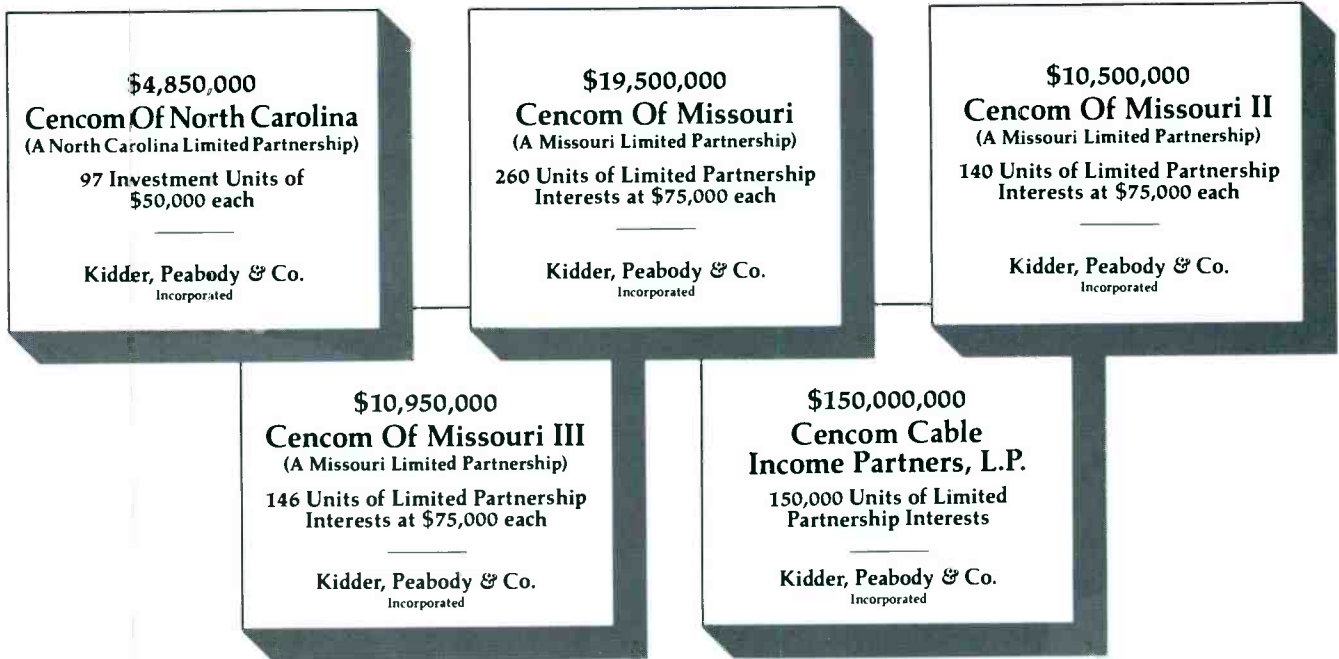 $4,850,000
Cencom Of North Carolina
(A North Carolina Limited Partnership)
97 Investment Units of
$50,000 each
Kidder, Peabody & Co.
Incorporated
$19,500,000
Cencom Of Missouri
(A Missouri Limited Partnership)
260 Units of Limited Partnership
Interests at $75,000 each
Kidder, Peabody & Co.
Incorporated
$10,500,000
Cencom Of Missouri II
(A Missouri Limited Partnership)
140 Units of Limited Partnership
Interests at $75,000 each
Kidder, Peabody & Co.
Incorporated
$10,950,000
Cencom Of Missouri III
(A Missouri Limited Partnership)
146 Units of Limited Partnership
Interests at $75,000 each
Kidder, Peabody & Co.
Incorporated
$150,000,000
Cencom Cable
Income Partners, L.P.
150,000 Units of Limited
Partnership Interests
Kidder, Peabody & Co.
Incorporated